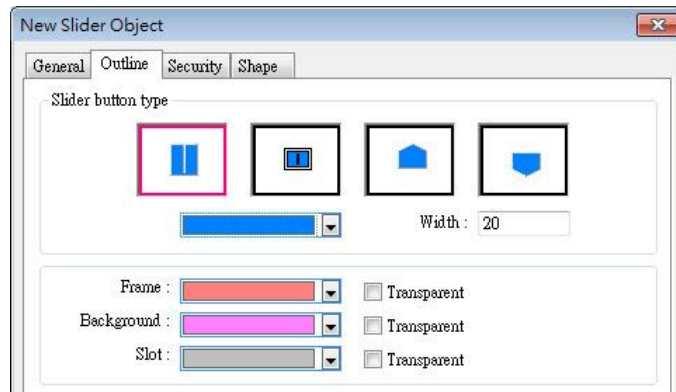 New Slider Object
General Outline Security Shape
Slider button type
Width : 20
Frame : Transparent
Background : Transparent
Slot : Transparent